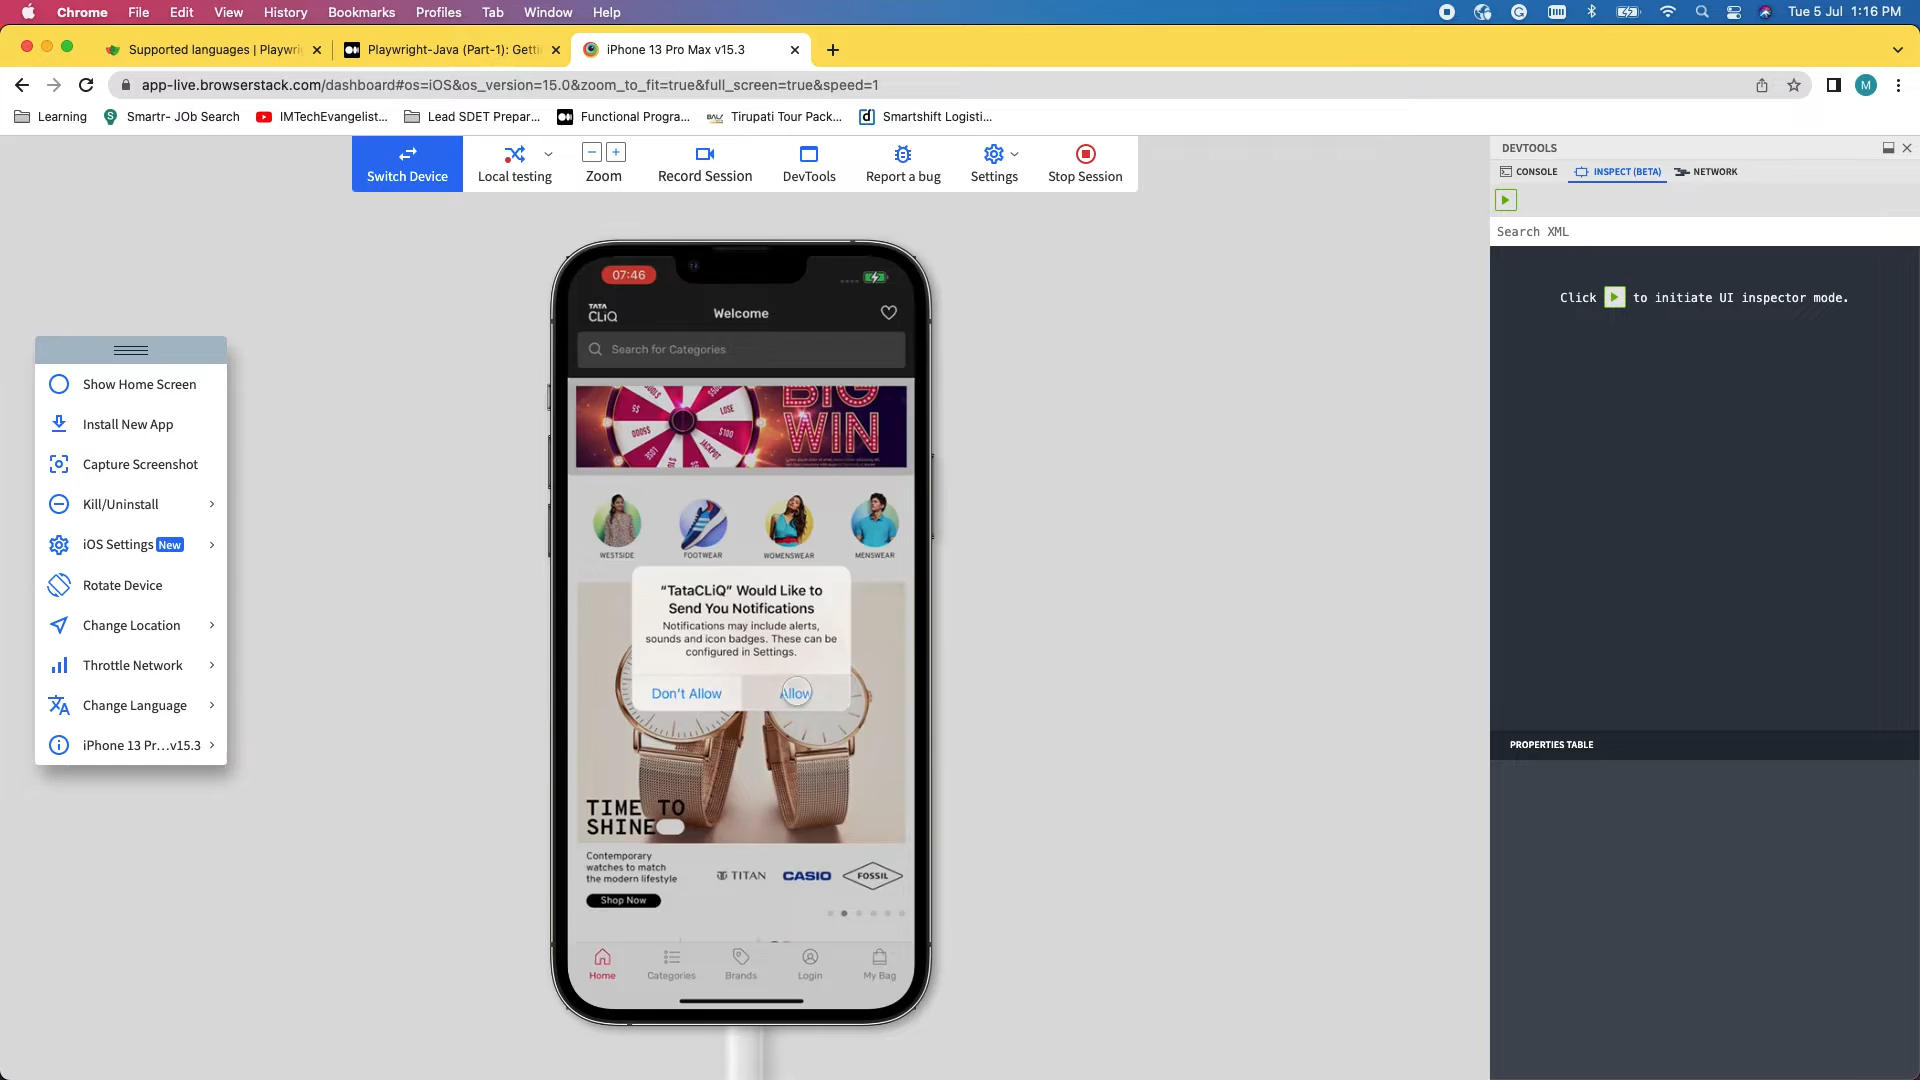 Chrome File Edit View History Bookmarks Profiles Tab Window Help Tue 5 Jul 1:16 PM
Supported languages | Playwri
Playwright-Java (Part-1): Getti
iPhone 13 Pro Max v15.3
app-live.browserstack.com/dashboard#os=iOS&os_version=15.0&zoom_to_fit=true&full_screen=true&speed=1
M
Learning
Smartr- JOb Search
IMTechEvangelist...
Lead SDET Prepar...
Functional Progra...
Tirupati Tour Pack...
Smartshift Logisti...
Switch Device
Local testing
Zoom
Record Session
DevTools
Report a bug
Settings
Stop Session
DEVTOOLS
CONSOLE
INSPECT (BETA)
NETWORK
Search XML
Click to initiate UI inspector mode.
PROPERTIES TABLE
Show Home Screen
Install New App
Capture Screenshot
Kill/Uninstall
iOS Settings New
Rotate Device
Change Location
Throttle Network
Change Language
iPhone 13 Pr...v15.3
07:46
TATA
CLiQ
Welcome
Search for Categories
LOSE
$100
JACKPOT
$5000
BIG
WIN
WESTSIDE
FOOTWEAR
WOMENSWEAR
MENSWEAR
“TataCLiQ” Would Like to
Send You Notifications
Notifications may include alerts,
sounds and icon badges. These can be
configured in Settings.
Don’t Allow
Allow
TIME TO
SHINE
Contemporary
watches to match
the modern lifestyle
TITAN
CASIO
FOSSIL
Shop Now
Home
Categories
Brands
Login
My Bag